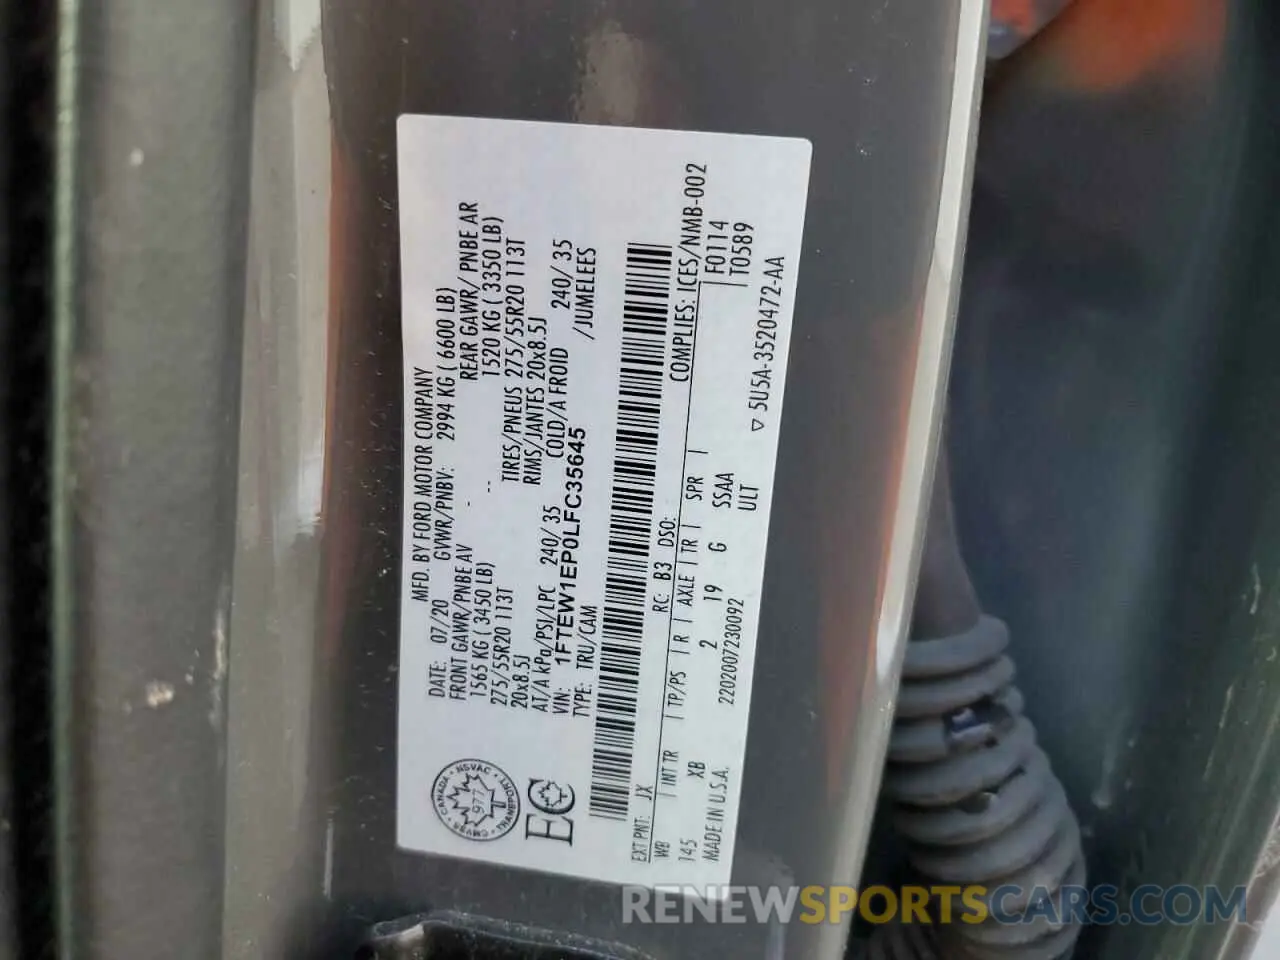 MFD. BY FORD MOTOR COMPANY
DATE: 07/20 GVWR/PNBV: 2994 KG ( 6600 LB)
FRONT GAWR/PNBE AV REAR GAWR/ PNBE AR
1565 KG ( 3450 LB) 1520 KG ( 3350 LB)
275/55R20 113T TIRES/PNEUS 275/55R20 113T
20x8.5J RIMS/JANTES 20x8.5J
AT/A kPa/PSI/LPC 240/ 35 COLD/A FROID 240/ 35
VIN: 1FTEW1EP0LFC35645 /JUMELEES
TYPE: TRU/CAM
CANADA • NSVAC • TRANSPORT • CMVSS •
977
EC
COMPLIES: ICES/NMB-002
EXT PNT: JX RC: B3 DSO: F0114
T0589
WB | INT TR | TP/PS | R | AXLE | TR | SPR |
145 XB 2 19 G SSAA
MADE IN U.S.A. 2202007230092 ULT
▽ 5U5A-3520472-AA
RENEWSPORTSCARS.COM